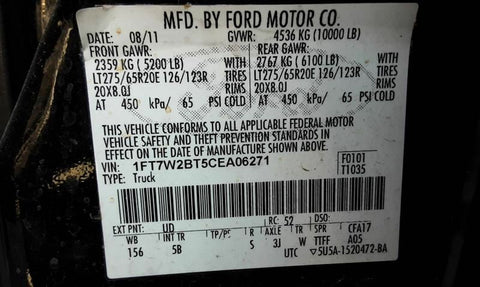 MFD. BY FORD MOTOR CO.
DATE: 08/11 GVWR: 4536 KG (10000 LB)
FRONT GAWR: REAR GAWR:
2359 KG (5200 LB) 2767 KG (6100 LB)
WITH TIRES WITH TIRES
LT275/65R20E 126/123R LT275/65R20E 126/123R
RIMS RIMS
20X8.0J 20X8.0J
AT 450 kPa/ 65 PSI COLD AT 450 kPa/ 65 PSI COLD
THIS VEHICLE CONFORMS TO ALL APPLICABLE FEDERAL MOTOR
VEHICLE SAFETY AND THEFT PREVENTION STANDARDS IN
EFFECT ON THE DATE OF MANUFACTURE SHOWN ABOVE.
VIN: 1FT7W2BT5CEA06271 F0101
TYPE: Truck T1035
EXT PNT: UD RC: 52 DSO:
WB INT TR TP/PS R AXLE TR SPR CFA17
156 5B S 3J W TTFF A05
UTC ▽5U5A-1520472-BA